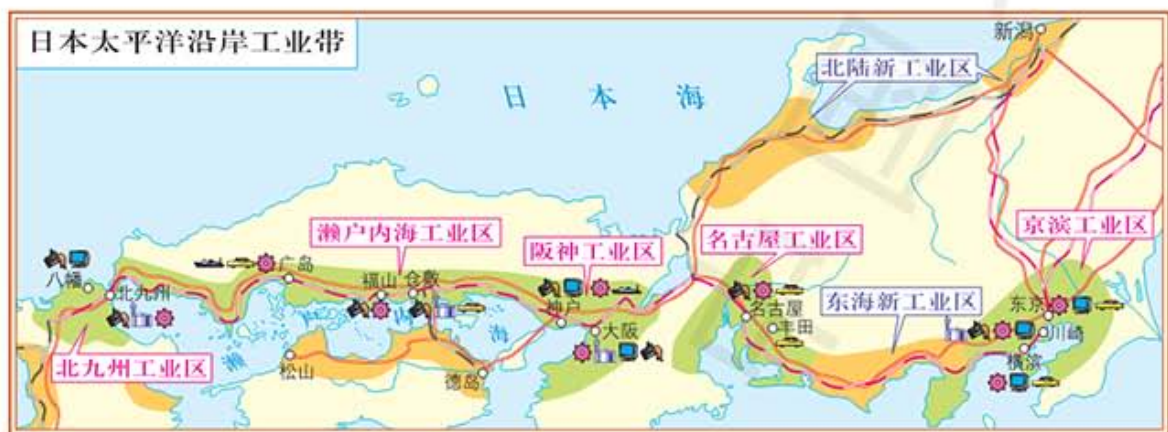 日本太平洋沿岸工业带
新潟
北陆新工业区
日本海
濑户内海工业区
阪神工业区
名古屋工业区
京滨工业区
八幡
北九州
广岛
福山
仓敷
神户
大阪
名古屋
丰田
东海新工业区
东京
川崎
横滨
北九州工业区
濑
海
松山
德岛